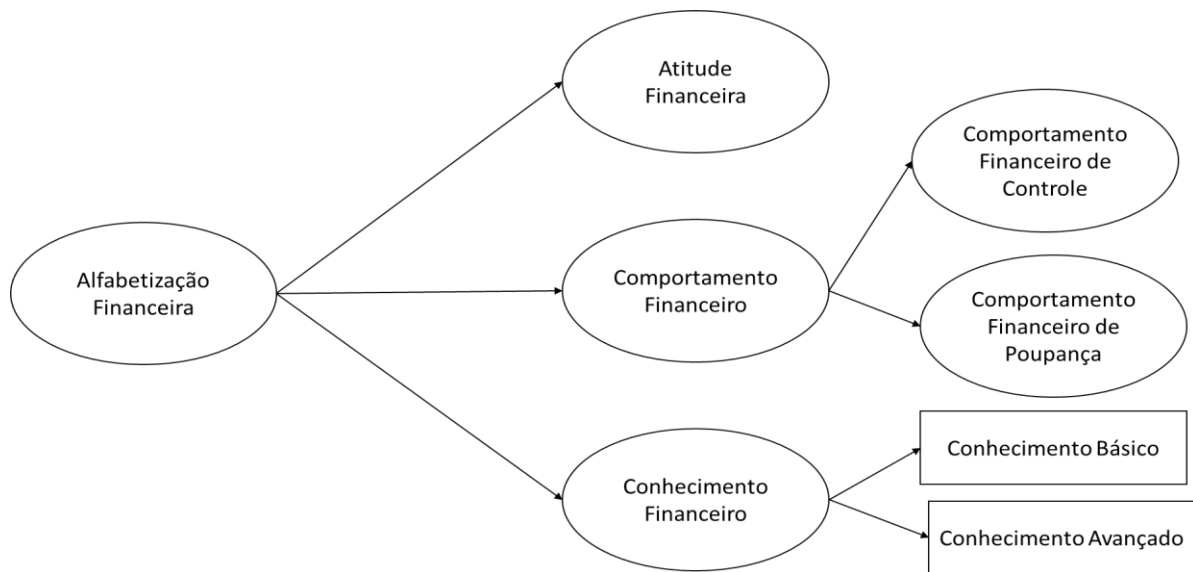 Atitude
Financeira
Comportamento
Financeiro de
Controle
Alfabetização
Financeira
Comportamento
Financeiro
Comportamento
Financeiro de
Poupança
Conhecimento Básico
Conhecimento
Financeiro
Conhecimento Avançado